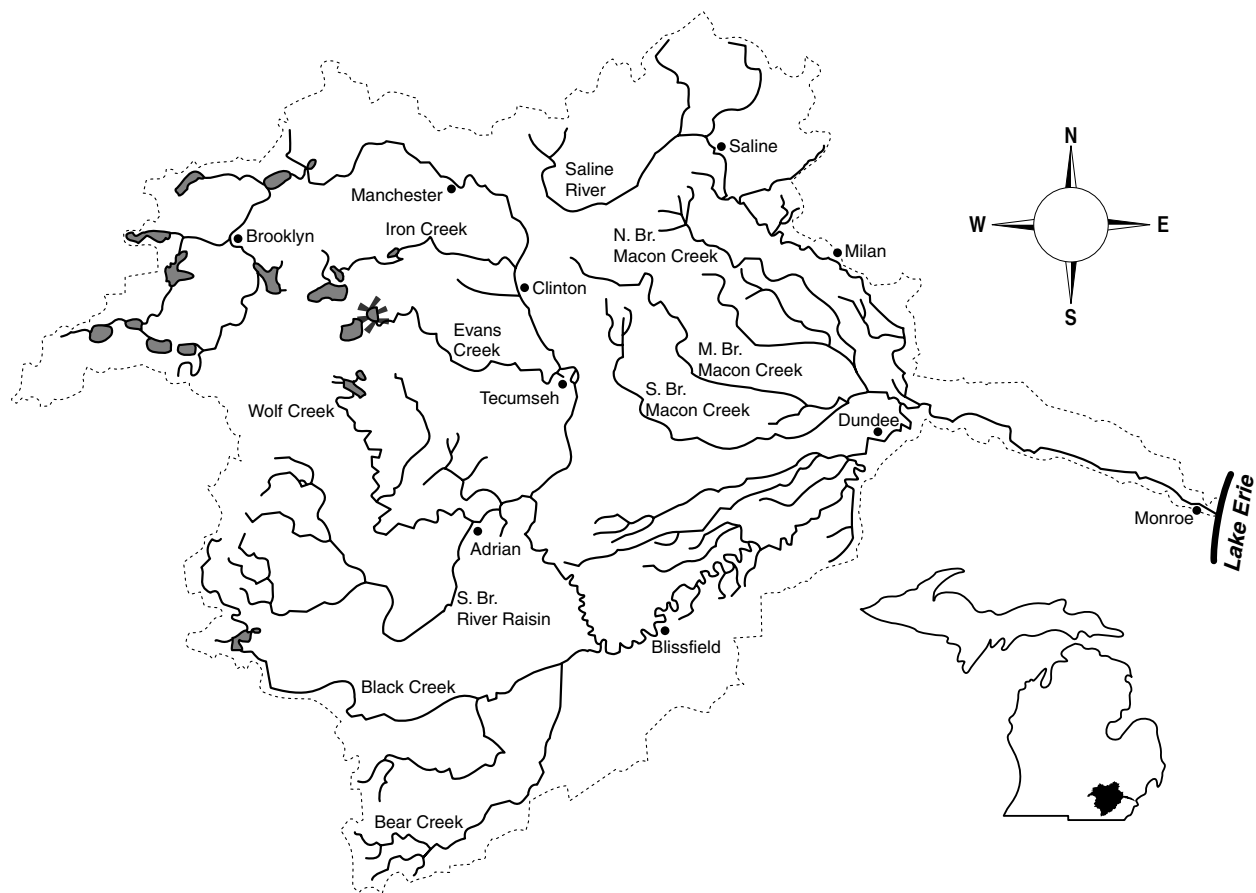 Saline
Saline
River
Manchester
Iron Creek
Brooklyn
N. Br.
Macon Creek
Milan
Clinton
Evans
Creek
M. Br.
Macon Creek
Tecumseh
S. Br.
Macon Creek
Wolf Creek
Dundee
Adrian
Monroe
Lake Erie
S. Br.
River Raisin
Blissfield
Black Creek
Bear Creek
N
W
E
S